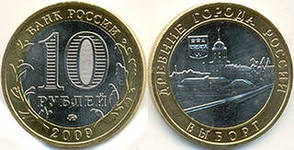 БАНК РОССИИ
10
РУБЛЕЙ
2009
ДРЕВНИЕ ГОРОДА РОССИИ
ВЫБОРГ